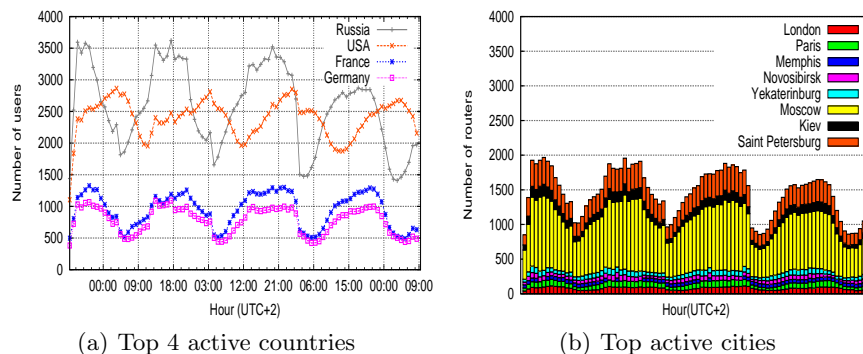 4000
3500
3000
2500
2000
1500
1000
500
0
Number of users
Russia
USA
France
Germany
00:00 09:00 18:00 03:00 12:00 21:00 06:00 15:00 00:00 09:00
Hour (UTC+2)
(a) Top 4 active countries
4000
3500
3000
2500
2000
1500
1000
500
0
Number of routers
London
Paris
Memphis
Novosibirsk
Yekaterinburg
Moscow
Kiev
Saint Petersburg
Hour(UTC+2)
(b) Top active cities